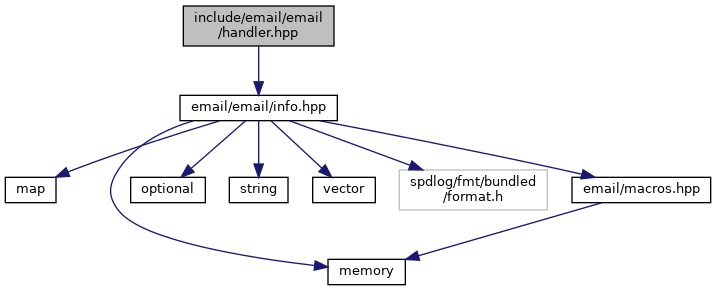 include/email/email
/handler.hpp
email/email/info.hpp
map
optional
string
vector
spdlog/fmt/bundled
/format.h
email/macros.hpp
memory